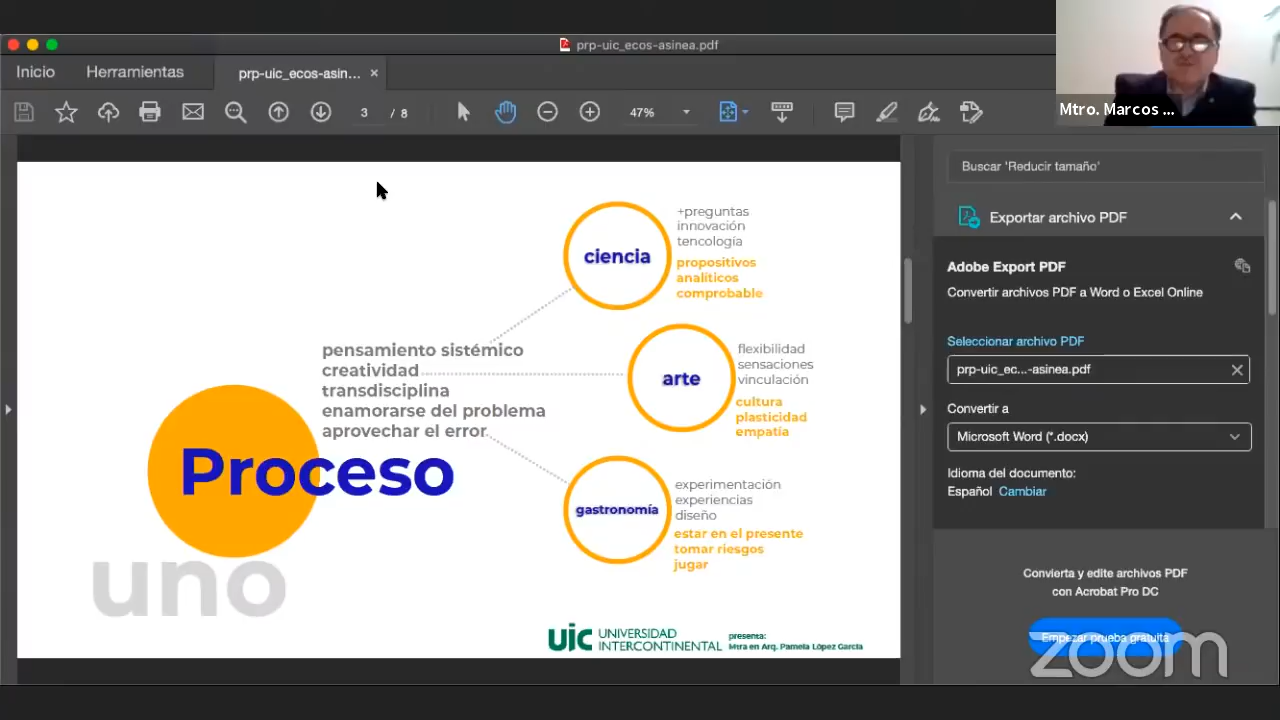 prp-uic_ecos-asinea.pdf
Inicio
Herramientas
prp-uic_ecos-asin... ×
3 / 8
47%
Mtro. Marcos ...
Proceso
uno
pensamiento sistémico
creatividad
transdisciplina
enamorarse del problema
aprovechar el error
ciencia
+preguntas
innovación
tencología
propositivos
analíticos
comprobable
arte
flexibilidad
sensaciones
vinculación
cultura
plasticidad
empatía
gastronomía
experimentación
experiencias
diseño
estar en el presente
tomar riesgos
jugar
uic UNIVERSIDAD
INTERCONTINENTAL
presenta:
Mtra en Arq. Pamela López García
Buscar 'Reducir tamaño'
Exportar archivo PDF
Adobe Export PDF
Convertir archivos PDF a Word o Excel Online
Seleccionar archivo PDF
prp-uic_ec...-asinea.pdf
Convertir a
Microsoft Word (*.docx)
Idioma del documento:
Español Cambiar
Convierta y edite archivos PDF
con Acrobat Pro DC
Empezar prueba gratuita
zoom